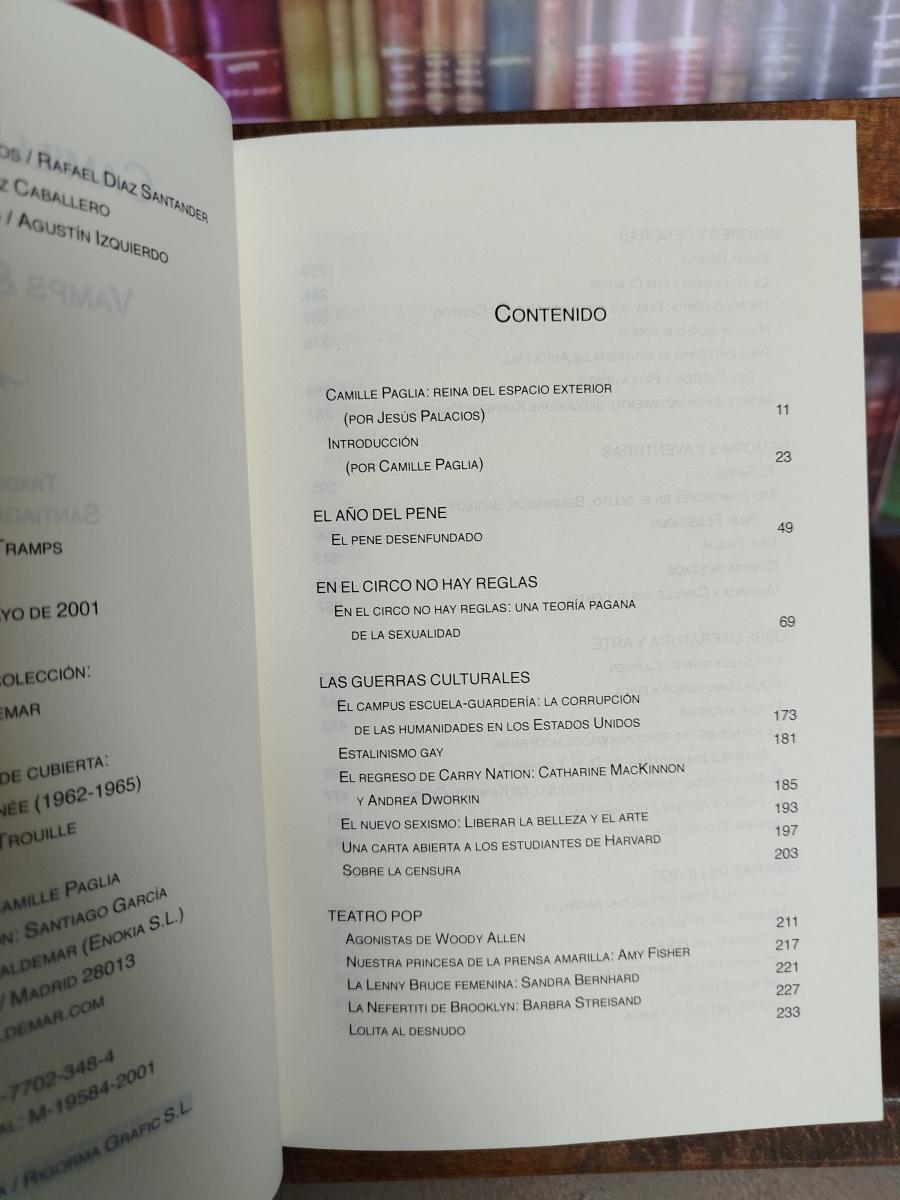 OS / RAFAEL DÍAZ SANTANDER
Z CABALLERO
/ AGUSTÍN IZQUIERDO
TRAMPS
YO DE 2001
OLECCIÓN:
EMAR
DE CUBIERTA:
NÉE (1962-1965)
TROUILLE
AMILLE PAGLIA
N: SANTIAGO GARCÍA
ALDEMAR (ENOKIA S.L.)
/ MADRID 28013
LDEMAR.COM
-7702-348-4
AL: M-19584-2001
A / RIGORMA GRAFIC S.L.
CONTENIDO
CAMILLE PAGLIA: REINA DEL ESPACIO EXTERIOR
(POR JESÚS PALACIOS) 11
INTRODUCCIÓN
(POR CAMILLE PAGLIA) 23
EL AÑO DEL PENE
EL PENE DESENFUNDADO 49
EN EL CIRCO NO HAY REGLAS
EN EL CIRCO NO HAY REGLAS: UNA TEORÍA PAGANA
DE LA SEXUALIDAD 69
LAS GUERRAS CULTURALES
EL CAMPUS ESCUELA-GUARDERÍA: LA CORRUPCIÓN
DE LAS HUMANIDADES EN LOS ESTADOS UNIDOS 173
ESTALINISMO GAY 181
EL REGRESO DE CARRY NATION: CATHARINE MACKINNON
Y ANDREA DWORKIN 185
EL NUEVO SEXISMO: LIBERAR LA BELLEZA Y EL ARTE 193
UNA CARTA ABIERTA A LOS ESTUDIANTES DE HARVARD 197
SOBRE LA CENSURA 203
TEATRO POP
AGONISTAS DE WOODY ALLEN 211
NUESTRA PRINCESA DE LA PRENSA AMARILLA: AMY FISHER 217
LA LENNY BRUCE FEMENINA: SANDRA BERNHARD 221
LA NEFERTITI DE BROOKLYN: BARBRA STREISAND 227
LOLITA AL DESNUDO 233